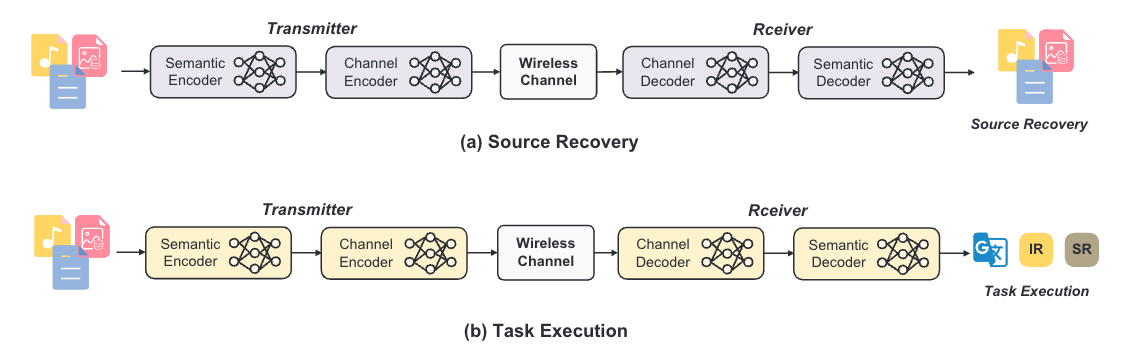 Transmitter
Rceiver
Semantic
Encoder
Channel
Encoder
Wireless
Channel
Channel
Decoder
Semantic
Decoder
Source Recovery
(a) Source Recovery
Transmitter
Rceiver
Semantic
Encoder
Channel
Encoder
Wireless
Channel
Channel
Decoder
Semantic
Decoder
G 文
IR
SR
Task Execution
(b) Task Execution